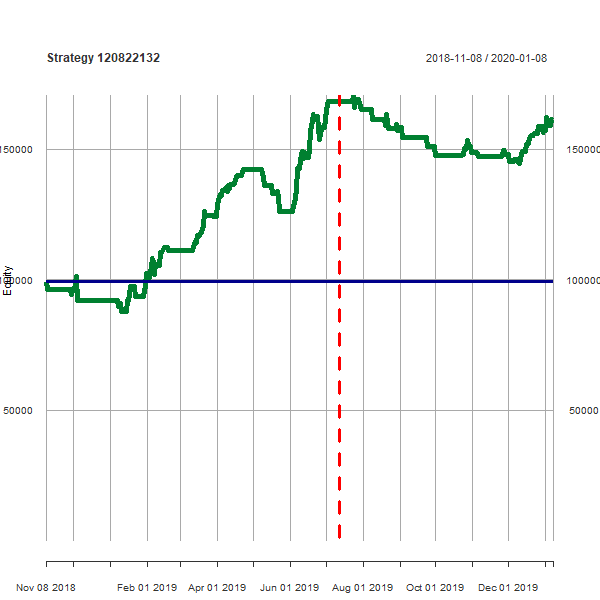 Strategy 120822132
2018-11-08 / 2020-01-08
150000
150000
100000
100000
Equity
50000
50000
Nov 08 2018
Feb 01 2019
Apr 01 2019
Jun 01 2019
Aug 01 2019
Oct 01 2019
Dec 01 2019